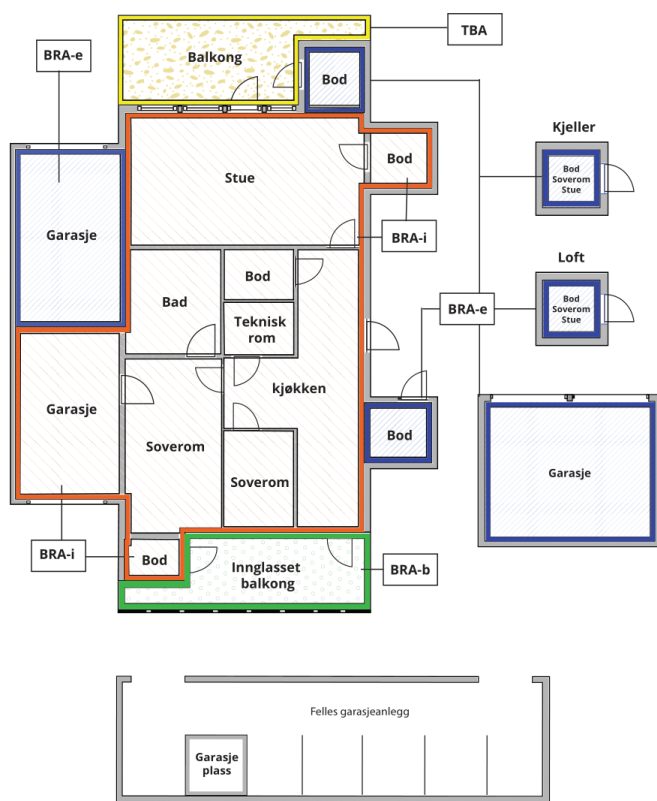 TBA
BRA-e
Balkong
Bod
Kjeller
Bod
Stue
Bod
Soverom
Stue
Garasje
BRA-i
Loft
Bod
Bad
Teknisk
rom
BRA-e
Bod
Soverom
Stue
kjøkken
Garasje
Bod
Soverom
Soverom
Garasje
BRA-i
Bod
Innglasset
balkong
BRA-b
Felles garasjeanlegg
Garasje
plass